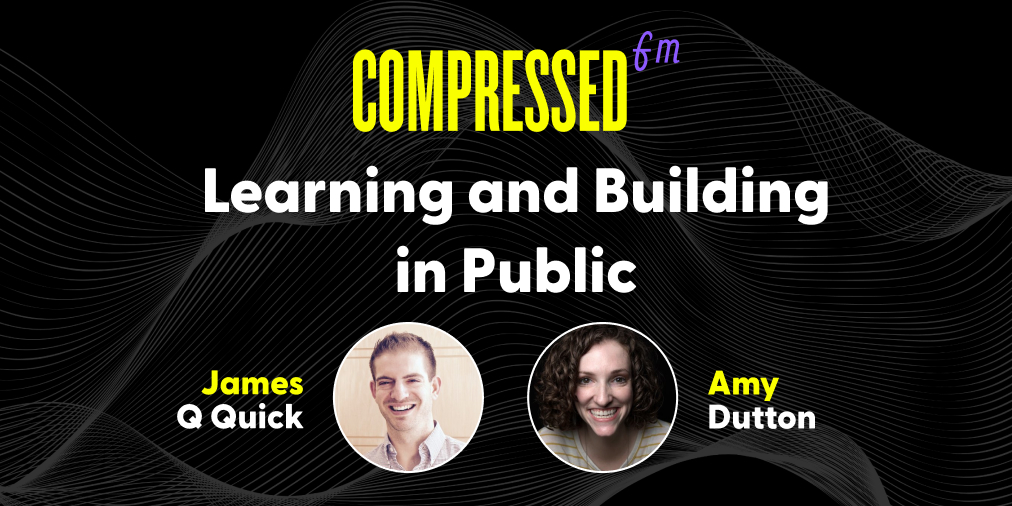 COMPRESSED fm
Learning and Building
in Public
James
Q Quick
Amy
Dutton